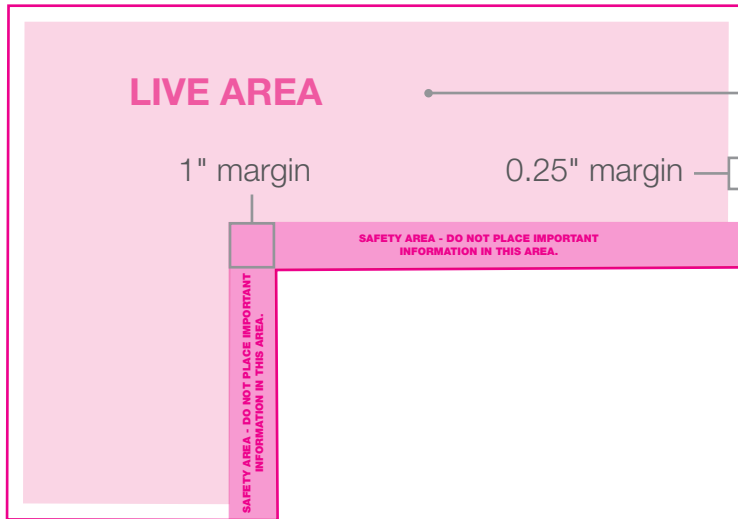 LIVE AREA
1" margin
0.25" margin
SAFETY AREA - DO NOT PLACE IMPORTANT
INFORMATION IN THIS AREA.
SAFETY AREA - DO NOT PLACE IMPORTANT
INFORMATION IN THIS AREA.